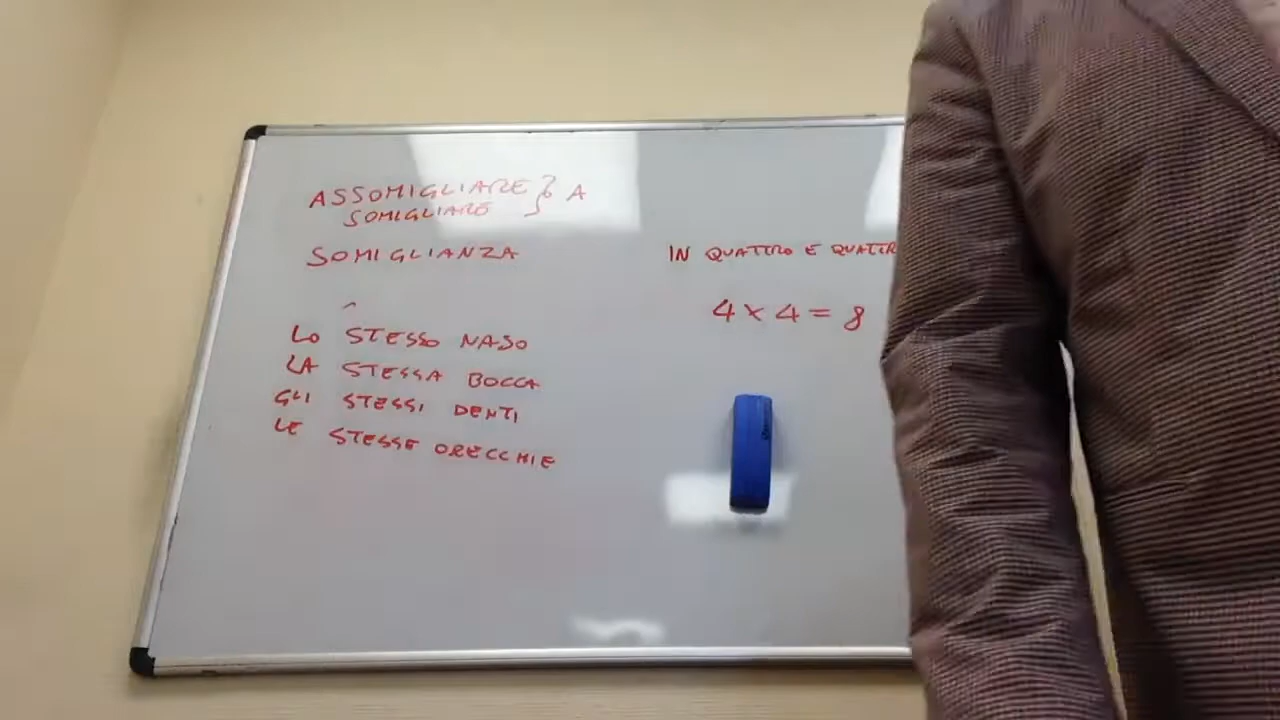 ASSOMIGLIARE } A
SOMIGLIARE
SOMIGLIANZA
LO STESSO NASO
LA STESSA BOCCA
GLI STESSI DENTI
LE STESSE ORECCHIE
IN QUATTRO E QUATTR
4 x 4 = 8